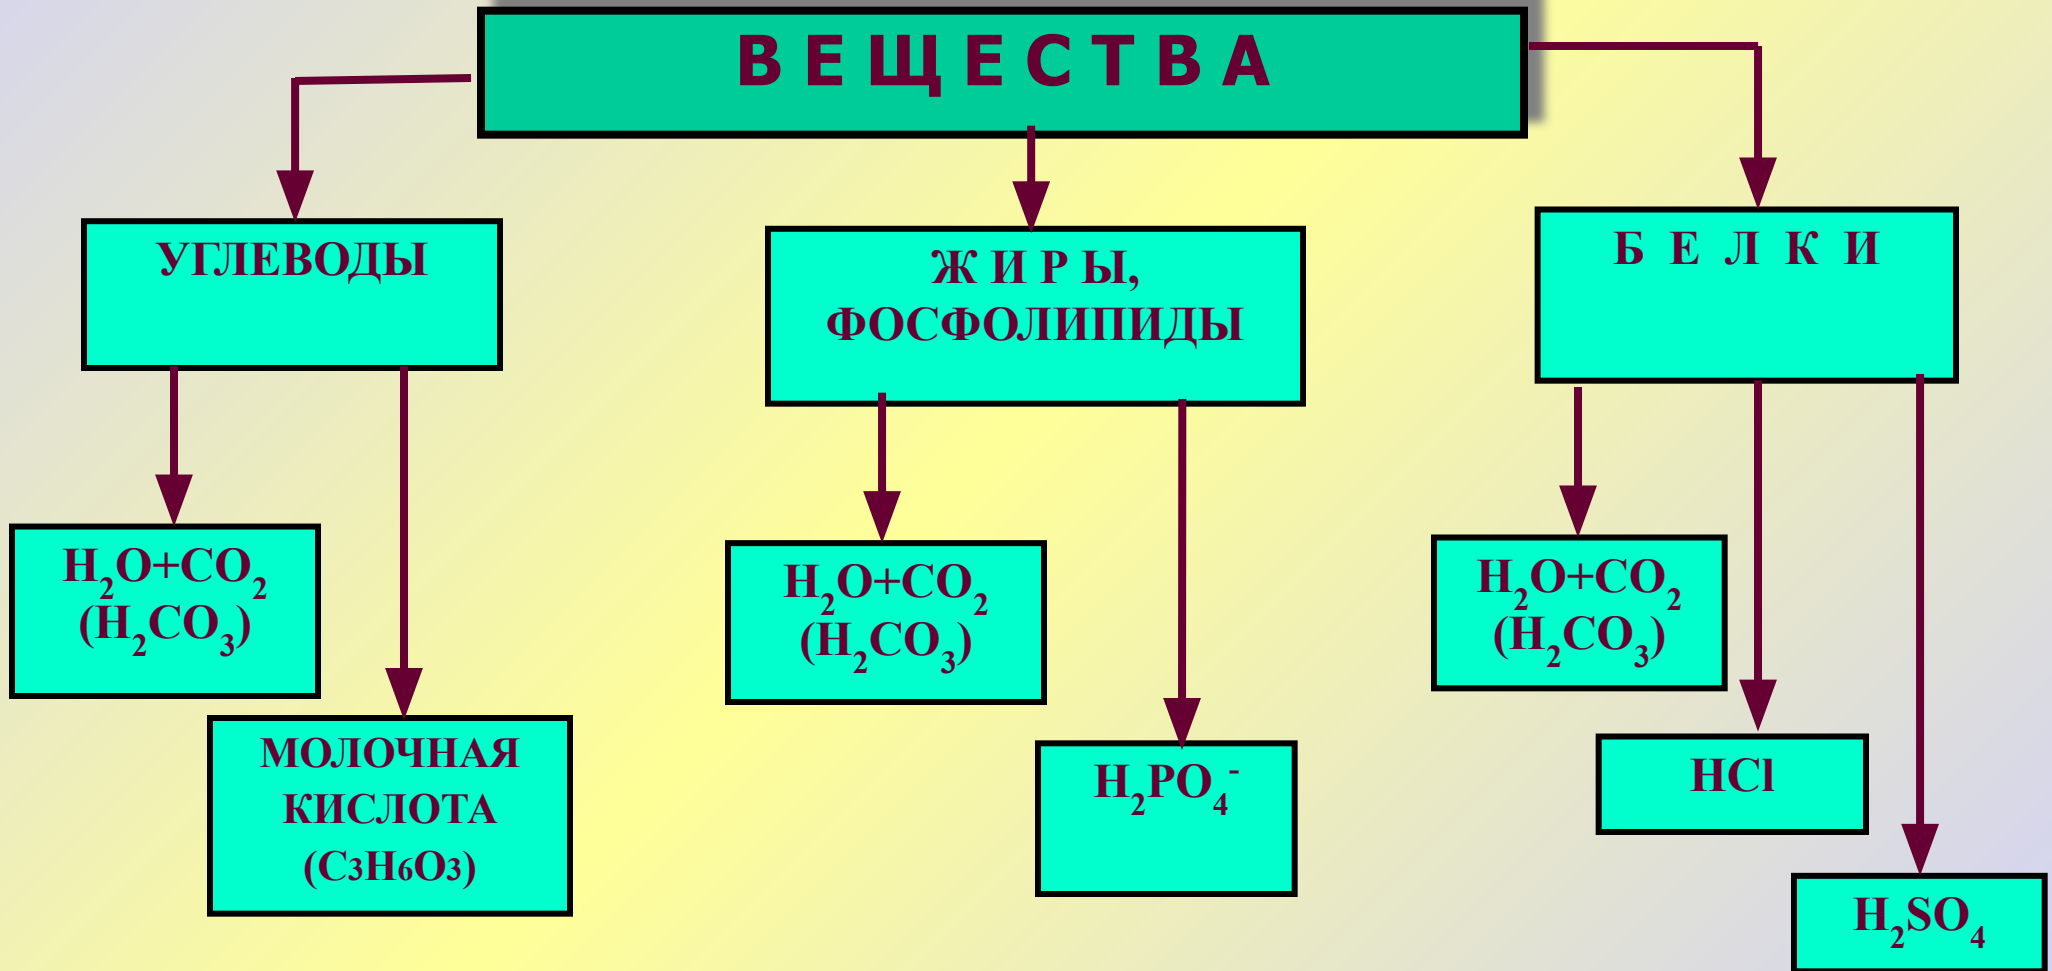 В Е Щ Е С Т В А
УГЛЕВОДЫ
Ж И Р Ы,
ФОСФОЛИПИДЫ
Б Е Л К И
H₂O+CO₂
(H₂CO₃)
МОЛОЧНАЯ
КИСЛОТА
(C3H6O3)
H₂O+CO₂
(H₂CO₃)
H₂PO₄⁻
H₂O+CO₂
(H₂CO₃)
HCl
H₂SO₄